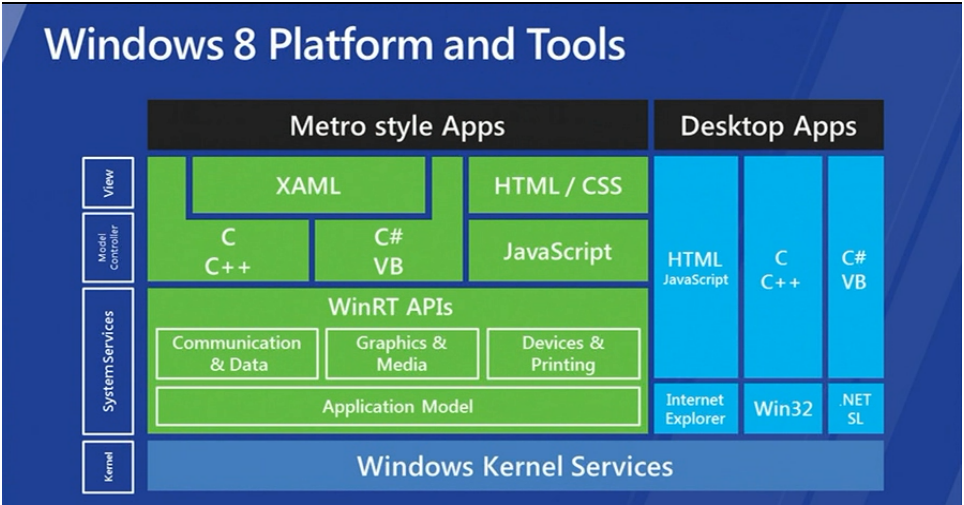 Windows 8 Platform and Tools
Metro style Apps
Desktop Apps
View
XAML
HTML / CSS
Model
Controller
C
C++
C#
VB
JavaScript
HTML
JavaScript
C
C++
C#
VB
System Services
WinRT APIs
Communication
& Data
Graphics &
Media
Devices &
Printing
Application Model
Internet
Explorer
Win32
.NET
SL
Kernel
Windows Kernel Services